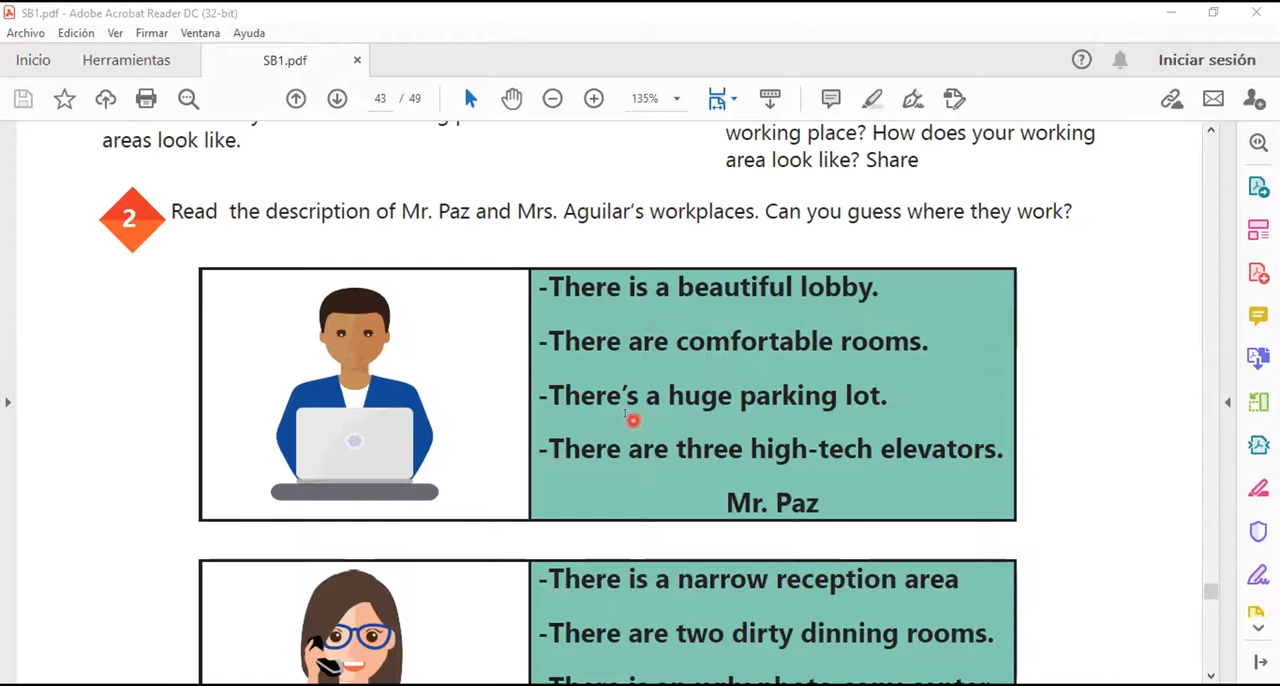 SB1.pdf - Adobe Acrobat Reader DC (32-bit)
Archivo Edición Ver Firmar Ventana Ayuda
Inicio Herramientas SB1.pdf × Iniciar sesión
43 / 49 135%
areas look like.
working place? How does your working
area look like? Share
2 Read the description of Mr. Paz and Mrs. Aguilar's workplaces. Can you guess where they work?
-There is a beautiful lobby.
-There are comfortable rooms.
-There's a huge parking lot.
-There are three high-tech elevators.
Mr. Paz
-There is a narrow reception area
-There are two dirty dinning rooms.